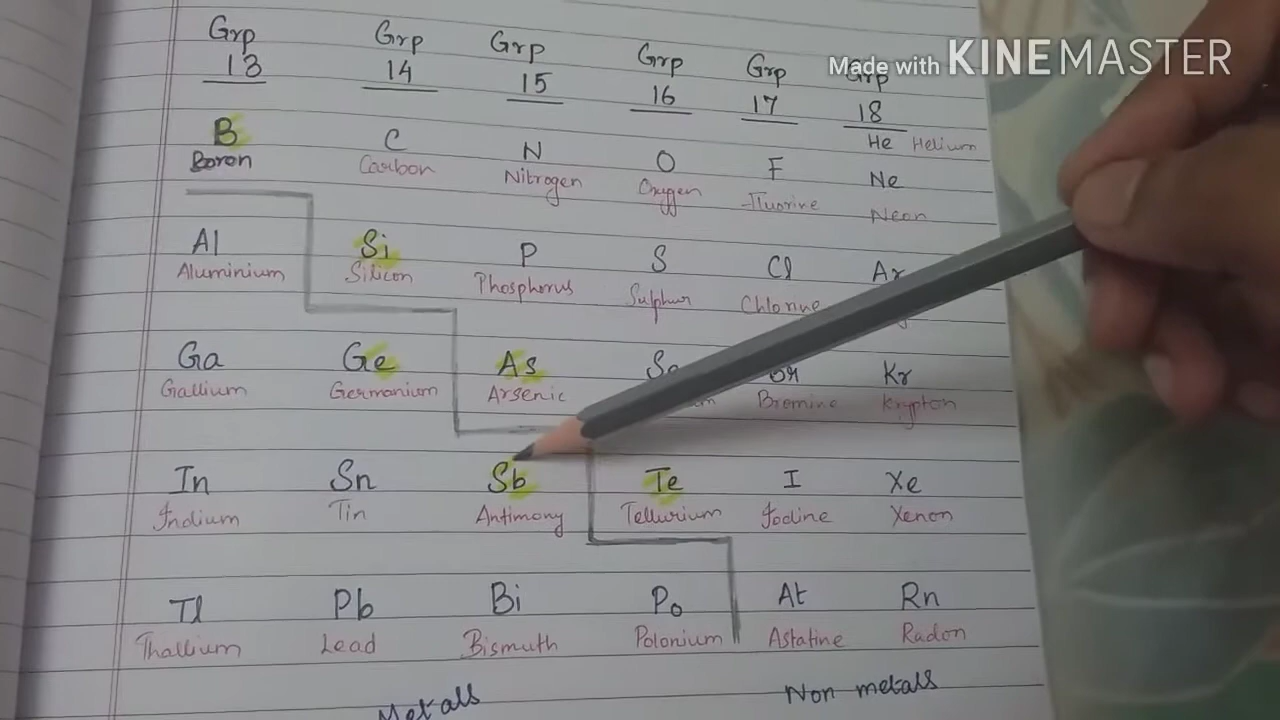 Made with KINEMASTER
Grp Grp Grp Grp Grp Grp
13 14 15 16 17 18
He Helium
B C N O F Ne
Boron Carbon Nitrogen Oxygen Fluorine Neon
Al Si P S Cl Ar
Aluminium Silicon Phosphorus Sulphur Chlorine
Ga Ge As Br Kr
Gallium Germanium Arsenic Bromine Krypton
In Sn Sb Te I Xe
Indium Tin Antimony Tellurium Iodine Xenon
Tl Pb Bi Po At Rn
Thallium Lead Bismuth Polonium Astatine Radon
Metals Non metals